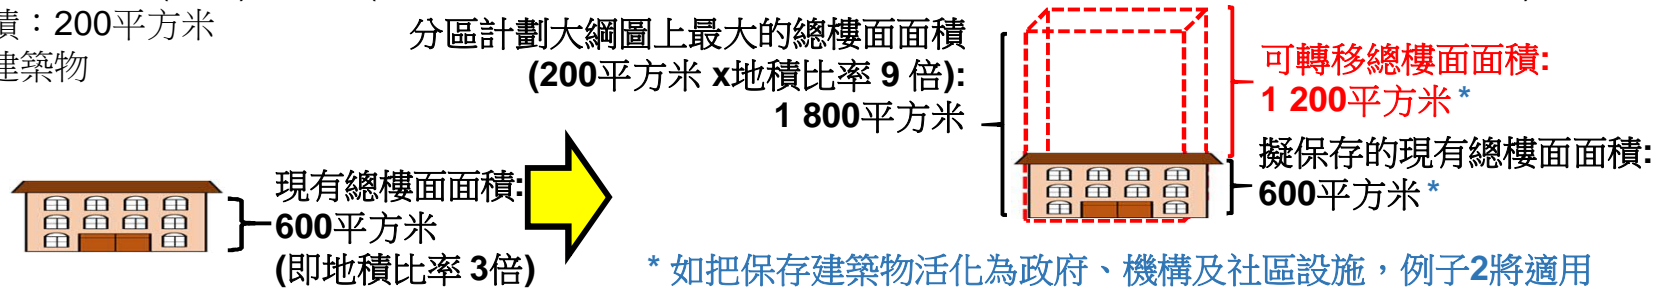 積：200平方米
建築物
分區計劃大綱圖上最大的總樓面面積
(200平方米 x地積比率 9 倍):
1 800平方米
可轉移總樓面面積:
1 200平方米*
擬保存的現有總樓面面積:
600平方米*
現有總樓面面積:
600平方米
(即地積比率 3倍)
* 如把保存建築物活化為政府、機構及社區設施，例子2將適用